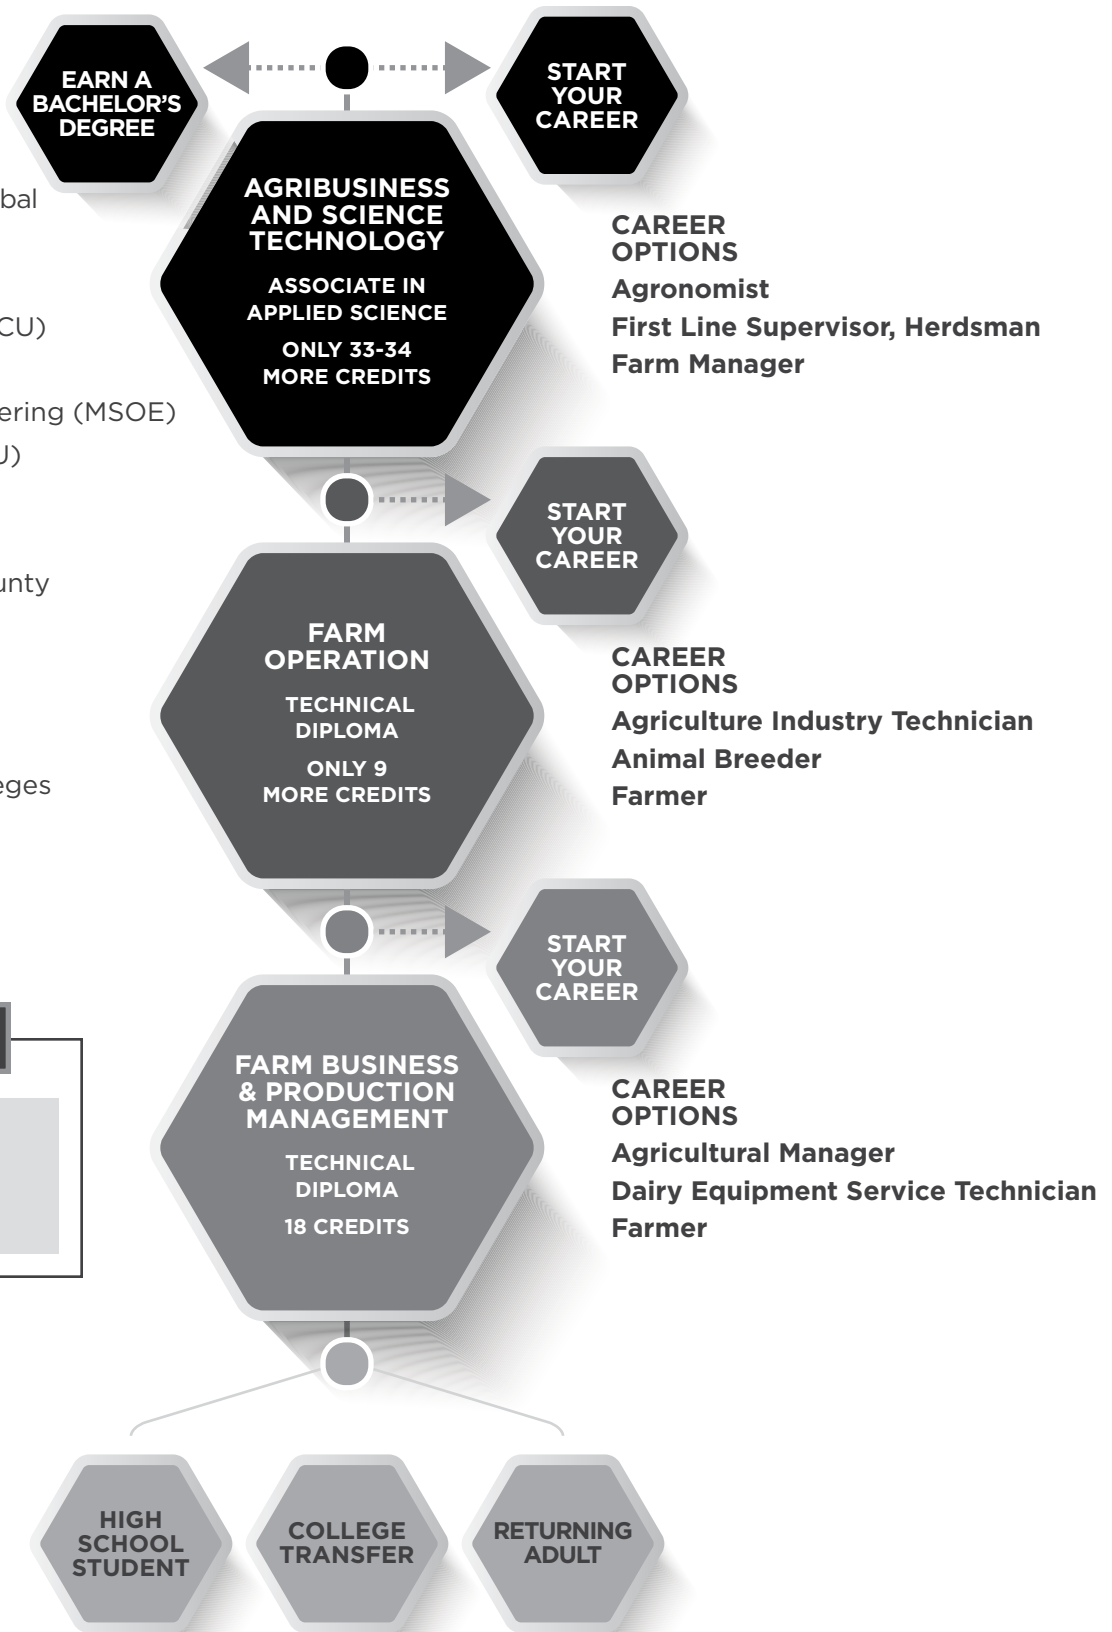 EARN A
BACHELOR'S
DEGREE
START
YOUR
CAREER
AGRIBUSINESS
AND SCIENCE
TECHNOLOGY
ASSOCIATE IN
APPLIED SCIENCE
ONLY 33-34
MORE CREDITS
CAREER
OPTIONS
Agronomist
First Line Supervisor, Herdsman
Farm Manager
(MSOE)
START
YOUR
CAREER
FARM
OPERATION
TECHNICAL
DIPLOMA
ONLY 9
MORE CREDITS
CAREER
OPTIONS
Agriculture Industry Technician
Animal Breeder
Farmer
START
YOUR
CAREER
FARM BUSINESS
& PRODUCTION
MANAGEMENT
TECHNICAL
DIPLOMA
18 CREDITS
CAREER
OPTIONS
Agricultural Manager
Dairy Equipment Service Technician
Farmer
HIGH
SCHOOL
STUDENT
COLLEGE
TRANSFER
RETURNING
ADULT